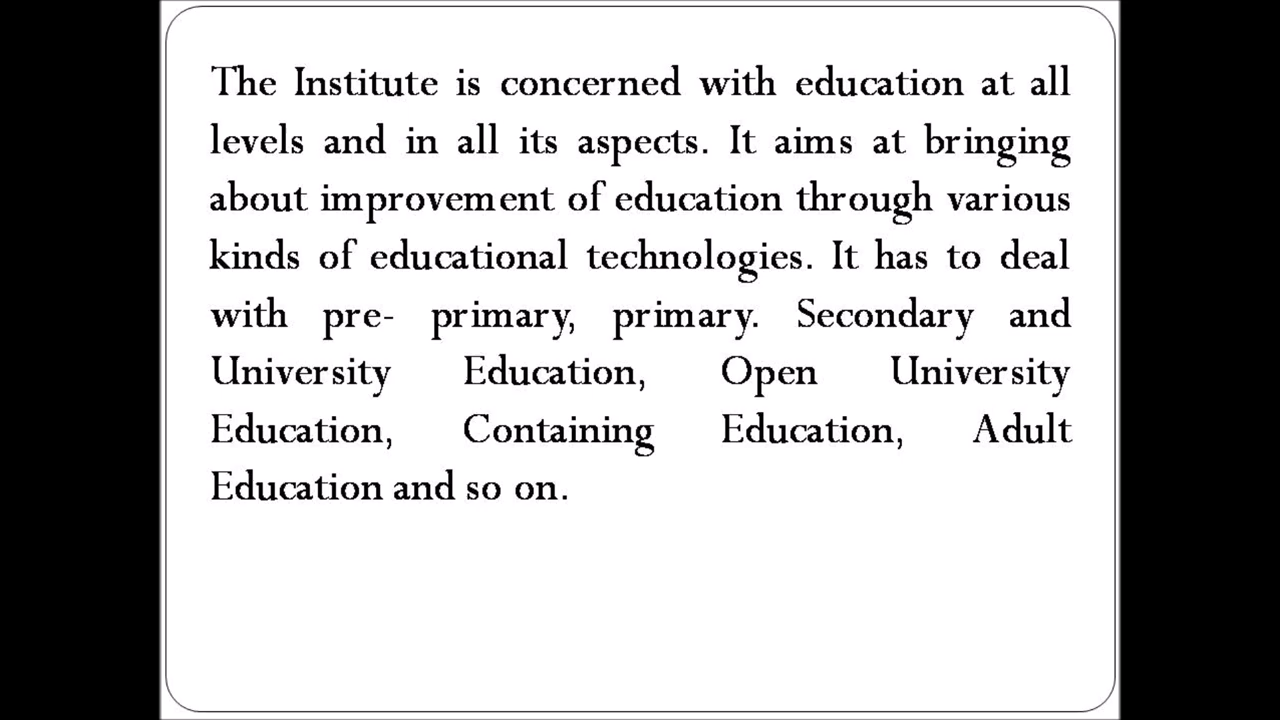 The Institute is concerned with education at all
levels and in all its aspects. It aims at bringing
about improvement of education through various
kinds of educational technologies. It has to deal
with pre- primary, primary. Secondary and
University Education, Open University
Education, Containing Education, Adult
Education and so on.